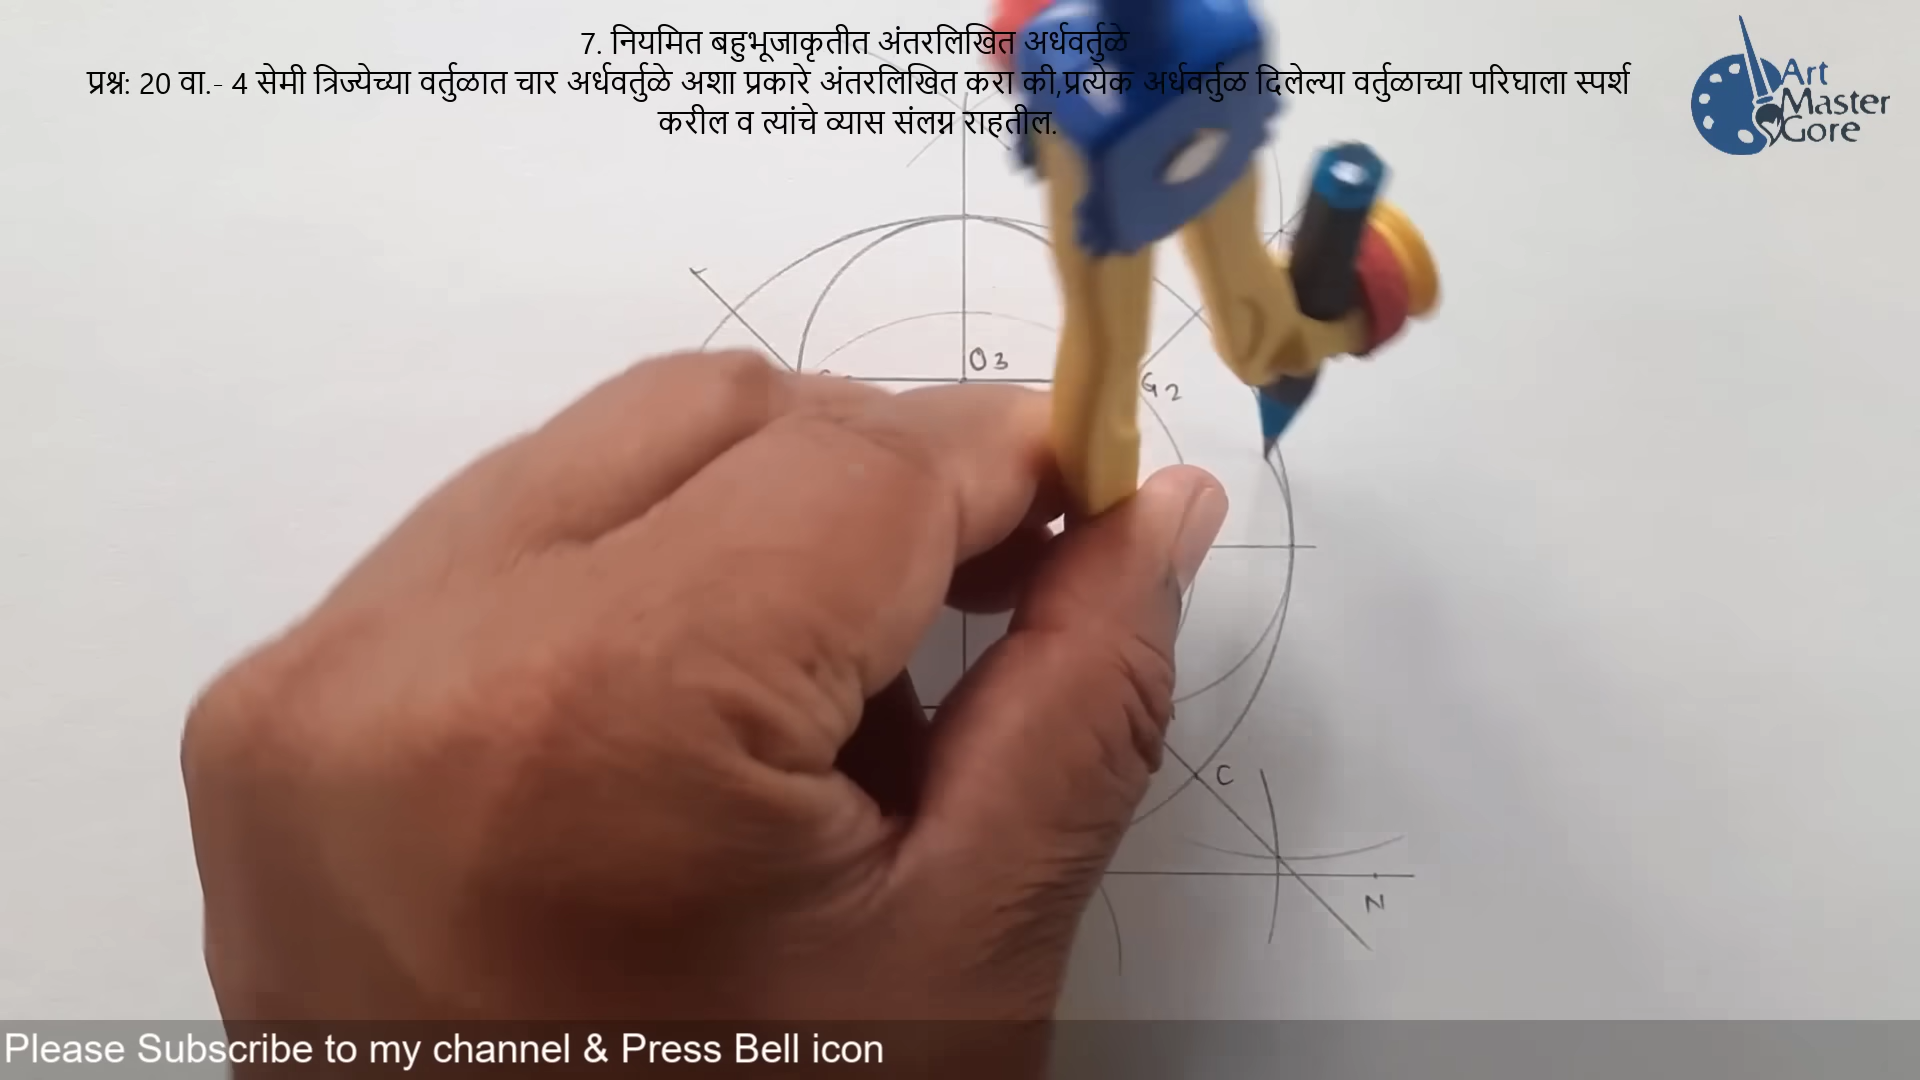 7. नियमित बहुभूजाकृतीत अंतरलिखित अर्धवर्तुळे
प्रश्न: 20 वा.- 4 सेमी त्रिज्येच्या वर्तुळात चार अर्धवर्तुळे अशा प्रकारे अंतरलिखित करा की,प्रत्येक अर्धवर्तुळ दिलेल्या वर्तुळाच्या परिघाला स्पर्श
करील व त्यांचे व्यास संलग्न राहतील.
Art
Master
Gore
O3
G2
C
N
Please Subscribe to my channel & Press Bell icon